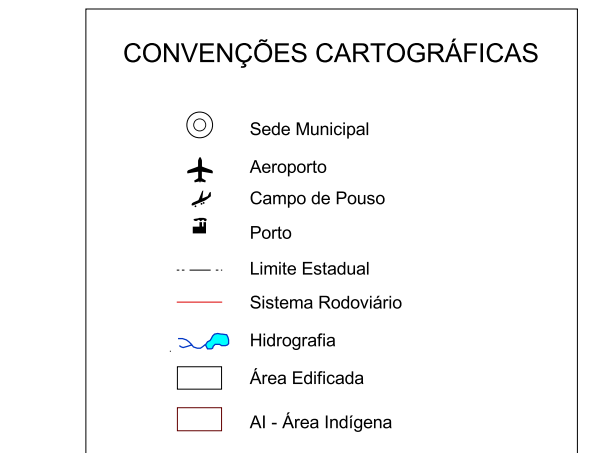 CONVENÇÕES CARTOGRÁFICAS
Sede Municipal
Aeroporto
Campo de Pouso
Porto
Limite Estadual
Sistema Rodoviário
Hidrografia
Área Edificada
AI - Área Indígena